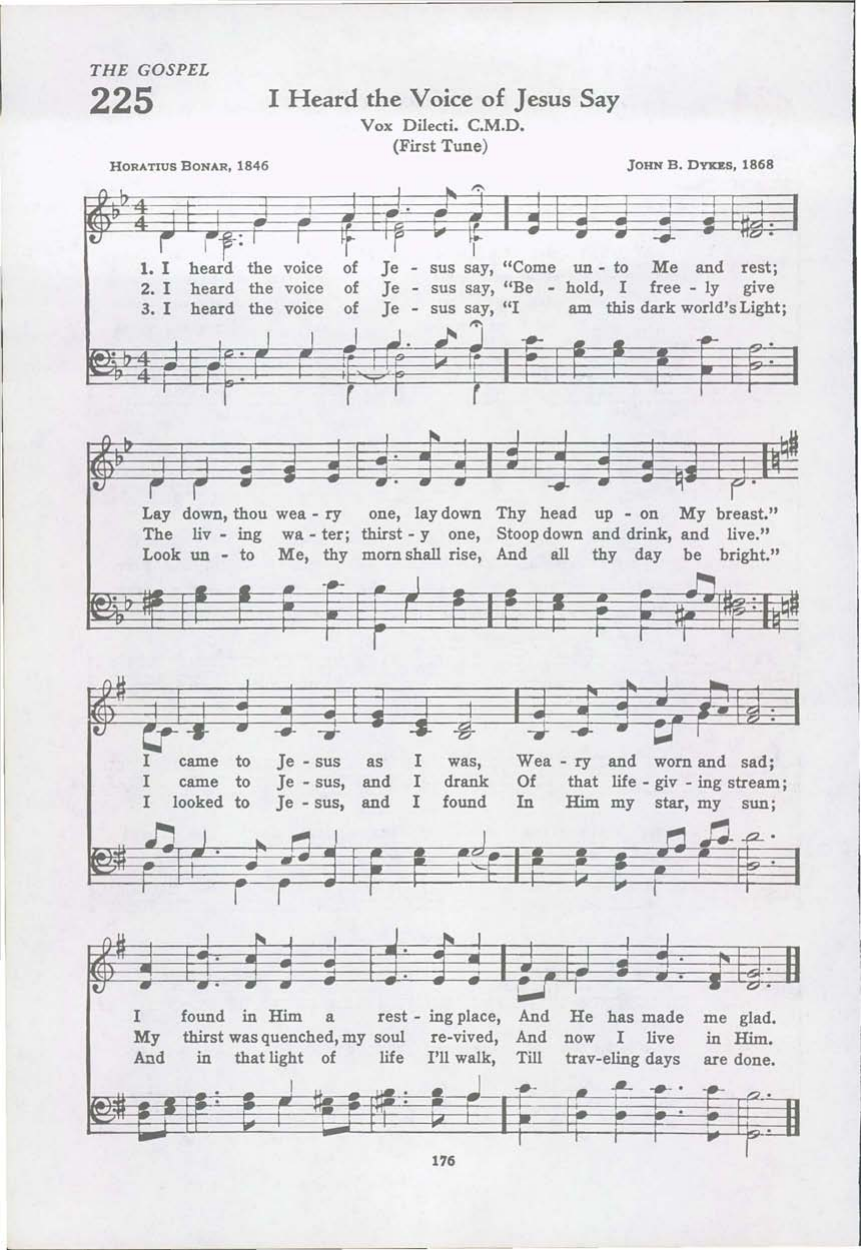 THE GOSPEL
225
I Heard the Voice of Jesus Say
Vox Dilecti. C.M.D.
(First Tune)
HORATIUS BONAR, 1846
JOHN B. DYKES, 1868
1. I heard the voice of Je - sus say, "Come un - to Me and rest;
2. I heard the voice of Je - sus say, "Be - hold, I free - ly give
3. I heard the voice of Je - sus say, "I am this dark world's Light;
Lay down, thou wea - ry one, lay down Thy head up - on My breast."
The liv - ing wa - ter; thirst - y one, Stoop down and drink, and live."
Look un - to Me, thy morn shall rise, And all thy day be bright."
I came to Je - sus as I was, Wea - ry and worn and sad;
I came to Je - sus, and I drank Of that life - giv - ing stream;
I looked to Je - sus, and I found In Him my star, my sun;
I found in Him a rest - ing place, And He has made me glad.
My thirst was quenched, my soul re-vived, And now I live in Him.
And in that light of life I'll walk, Till trav-eling days are done.
176